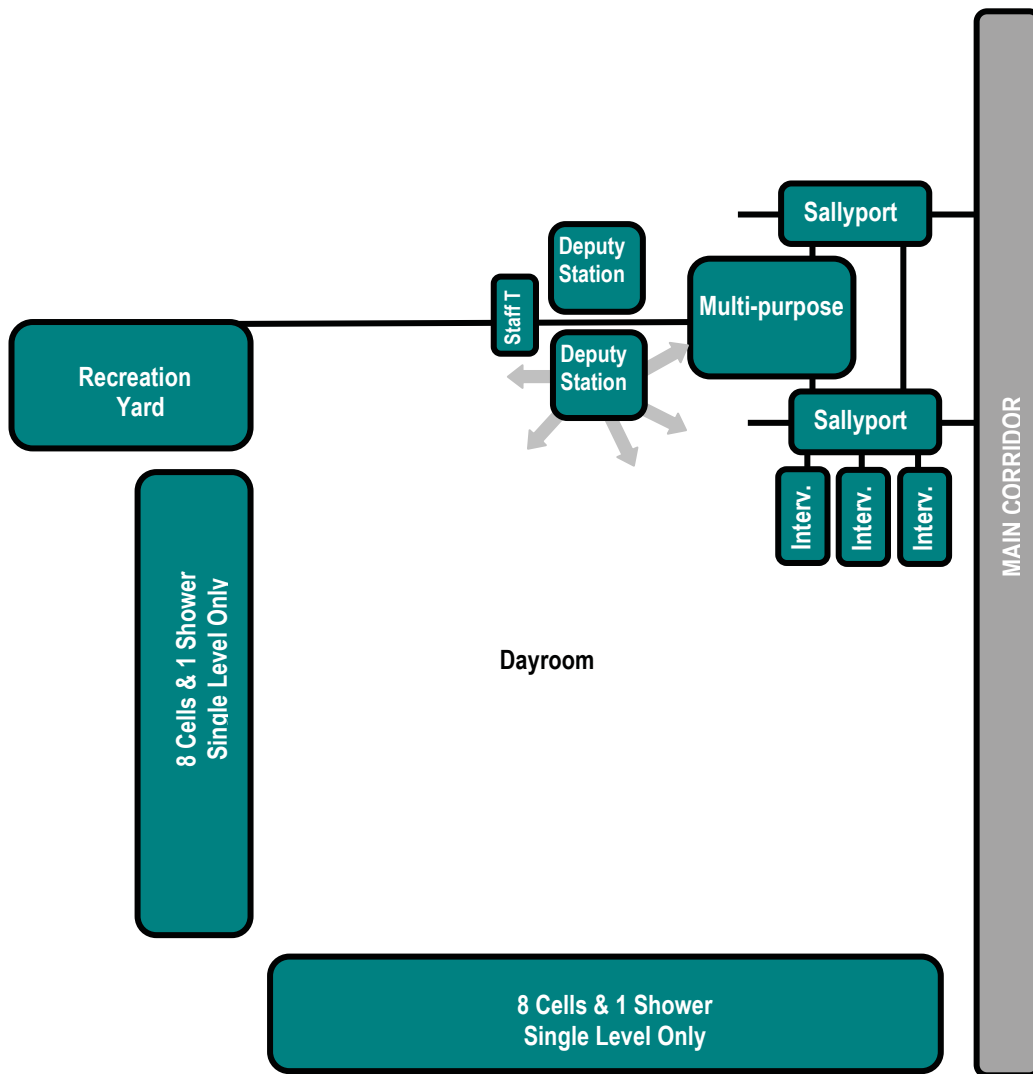 Sallyport
Deputy
Station
Staff T
Multi-purpose
Deputy
Station
Recreation
Yard
Sallyport
Interv.
Interv.
Interv.
MAIN CORRIDOR
8 Cells & 1 Shower
Single Level Only
Dayroom
8 Cells & 1 Shower
Single Level Only